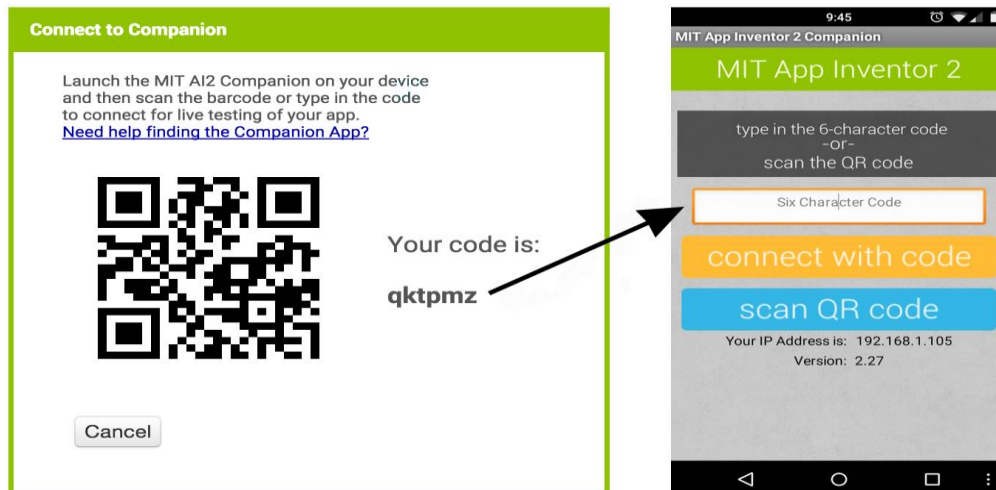 Connect to Companion
Launch the MIT AI2 Companion on your device
and then scan the barcode or type in the code
to connect for live testing of your app.
Need help finding the Companion App?
Your code is:
qktpmz
Cancel
9:45
MIT App Inventor 2 Companion
MIT App Inventor 2
type in the 6-character code
-or-
scan the QR code
Six Character Code
connect with code
scan QR code
Your IP Address is: 192.168.1.105
Version: 2.27